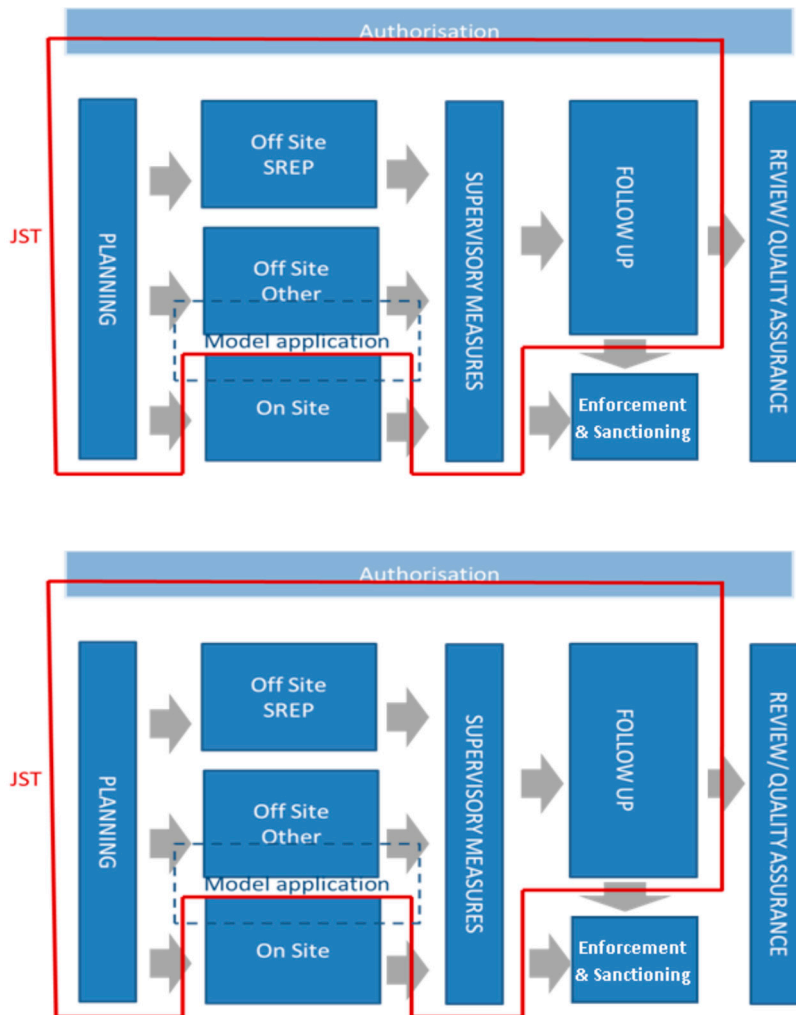 Authorisation
JST
PLANNING
Off Site
SREP
Off Site
Other
Model application
On Site
SUPERVISORY MEASURES
FOLLOW UP
Enforcement
& Sanctioning
REVIEW/ QUALITY ASSURANCE
Authorisation
JST
PLANNING
Off Site
SREP
Off Site
Other
Model application
On Site
SUPERVISORY MEASURES
FOLLOW UP
Enforcement
& Sanctioning
REVIEW/ QUALITY ASSURANCE